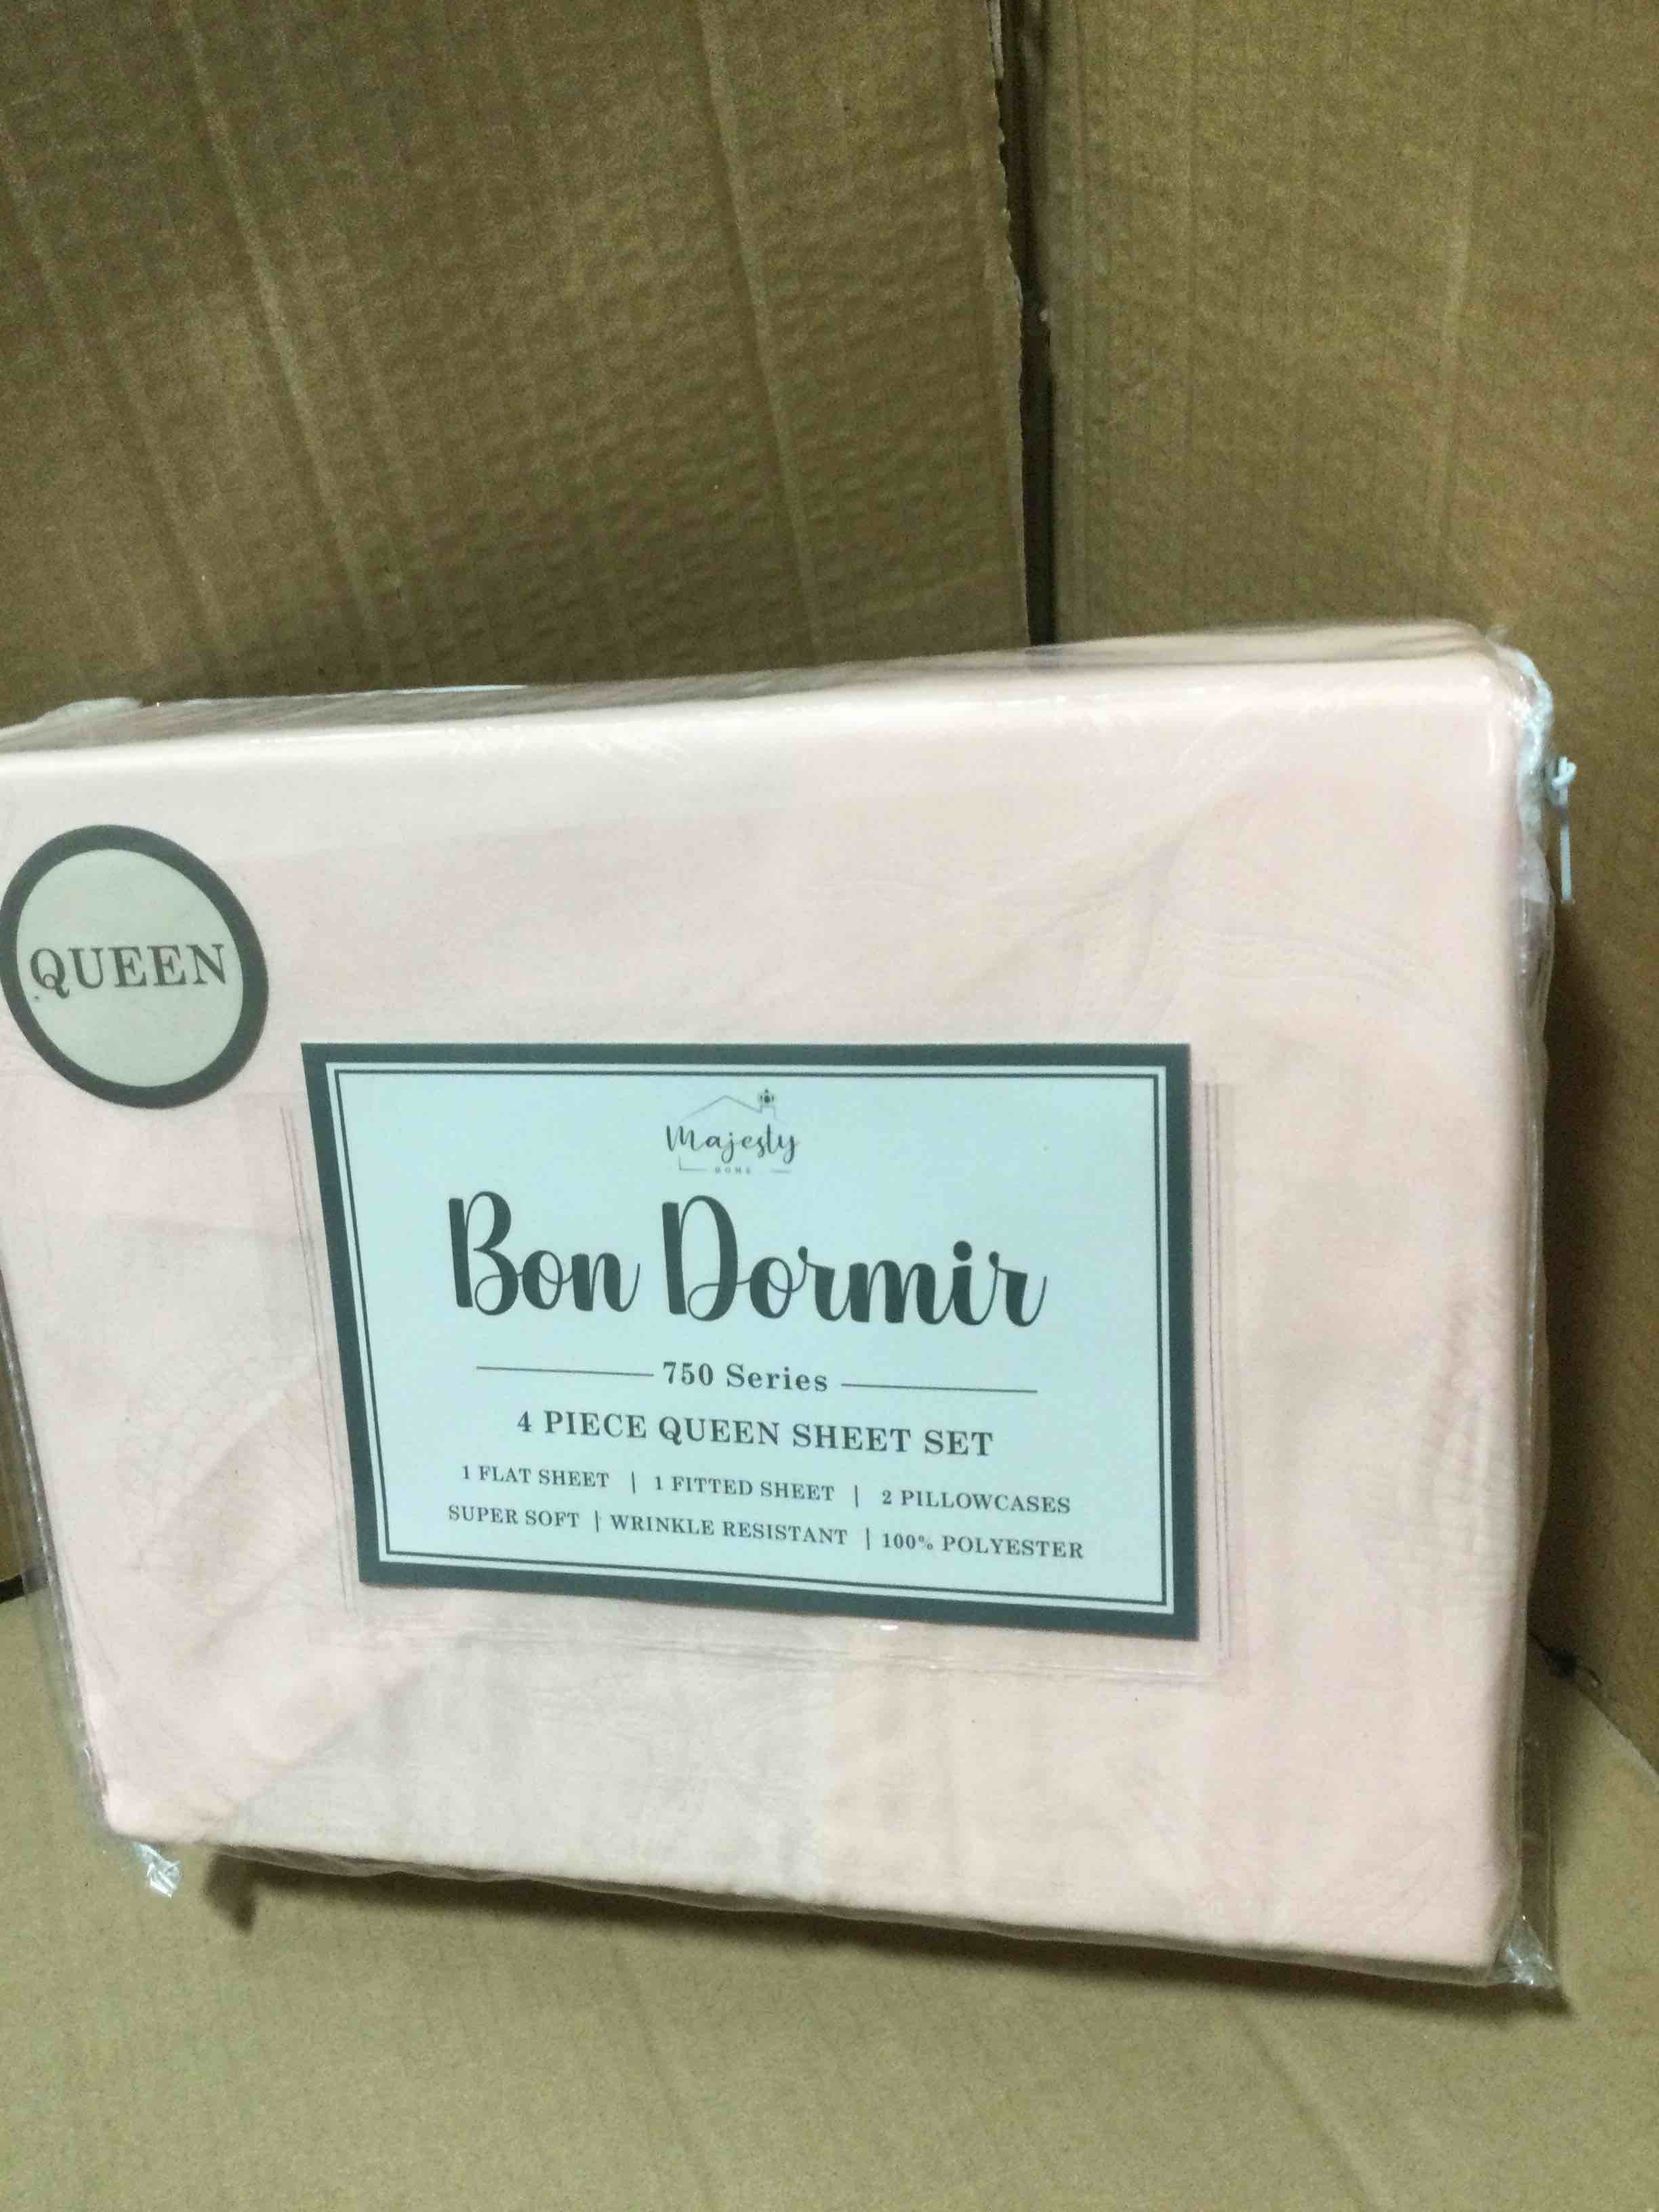 QUEEN
Majesty
HOME
Bon Dormir
750 Series
4 PIECE QUEEN SHEET SET
1 FLAT SHEET | 1 FITTED SHEET | 2 PILLOWCASES
SUPER SOFT | WRINKLE RESISTANT | 100% POLYESTER